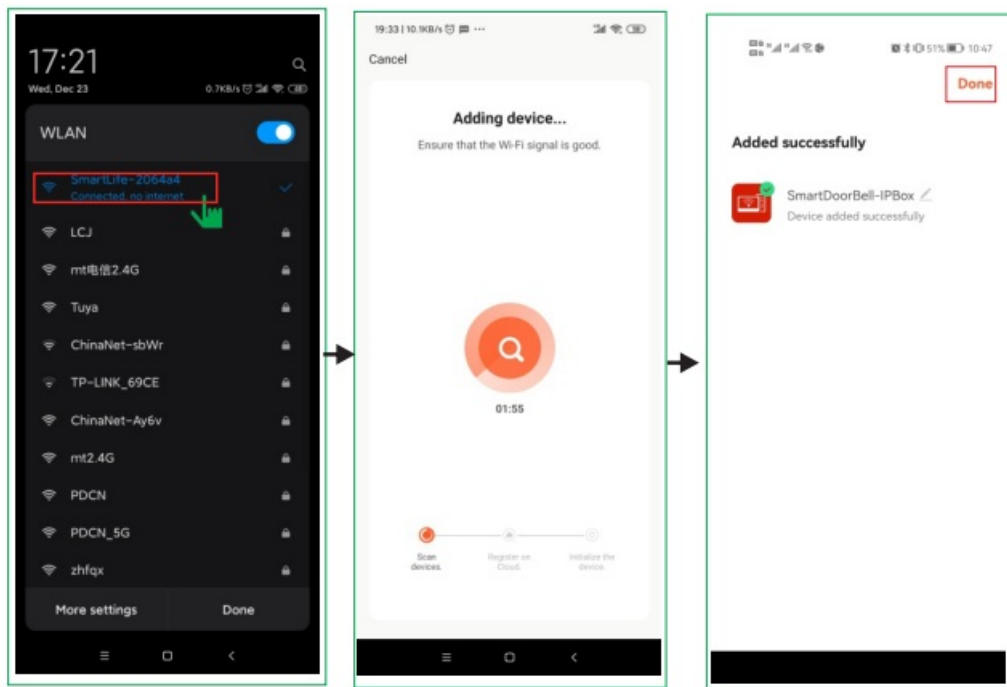 17:21
Wed, Dec 23
0.7KB/s
WLAN
SmartLife-2064a4
Connected, no internet
LCJ
mt电信2.4G
Tuya
ChinaNet-sbWr
TP-LINK_69CE
ChinaNet-Ay6v
mt2.4G
PDCN
PDCN_5G
zhfqx
More settings Done
19:33 | 10.1KB/s ···
Cancel
Adding device...
Ensure that the Wi-Fi signal is good.
01:55
Scan devices.
Register on Cloud.
Initialize the device.
51% 10:47
Done
Added successfully
SmartDoorBell-IPBox
Device added successfully